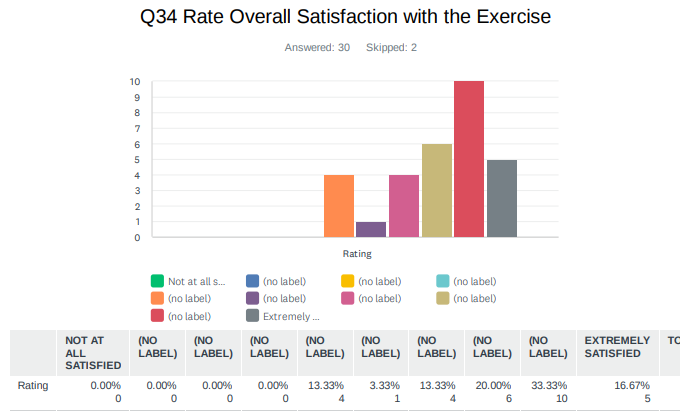 Q34 Rate Overall Satisfaction with the Exercise
Answered: 30 Skipped: 2
10
9
8
7
6
5
4
3
2
1
0
Rating
Not at all s... (no label) (no label) (no label)
(no label) (no label) (no label) (no label)
(no label) Extremely ...
NOT AT (NO (NO (NO (NO (NO (NO (NO (NO EXTREMELY TO
ALL LABEL) LABEL) LABEL) LABEL) LABEL) LABEL) LABEL) LABEL) SATISFIED
SATISFIED
Rating 0.00% 0.00% 0.00% 0.00% 13.33% 3.33% 13.33% 20.00% 33.33% 16.67%
0 0 0 0 4 1 4 6 10 5